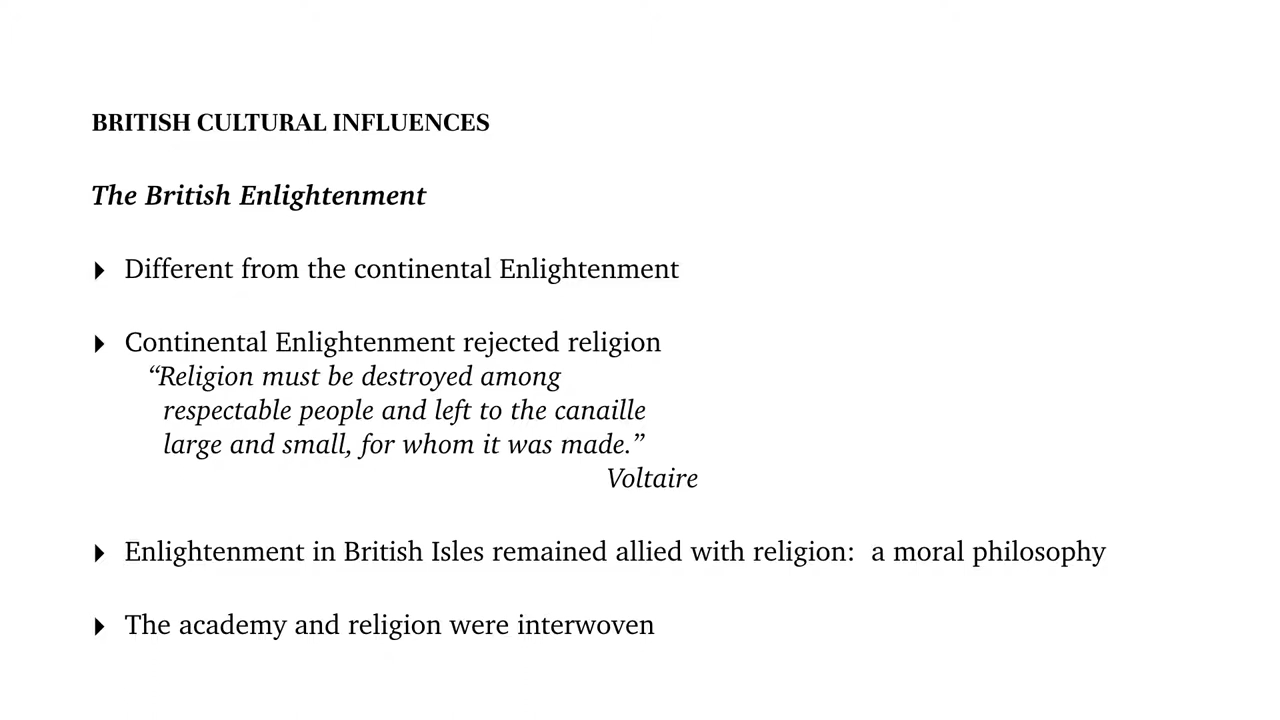 BRITISH CULTURAL INFLUENCES
The British Enlightenment
Different from the continental Enlightenment
Continental Enlightenment rejected religion
“Religion must be destroyed among
respectable people and left to the canaille
large and small, for whom it was made.”
Voltaire
Enlightenment in British Isles remained allied with religion:  a moral philosophy
The academy and religion were interwoven